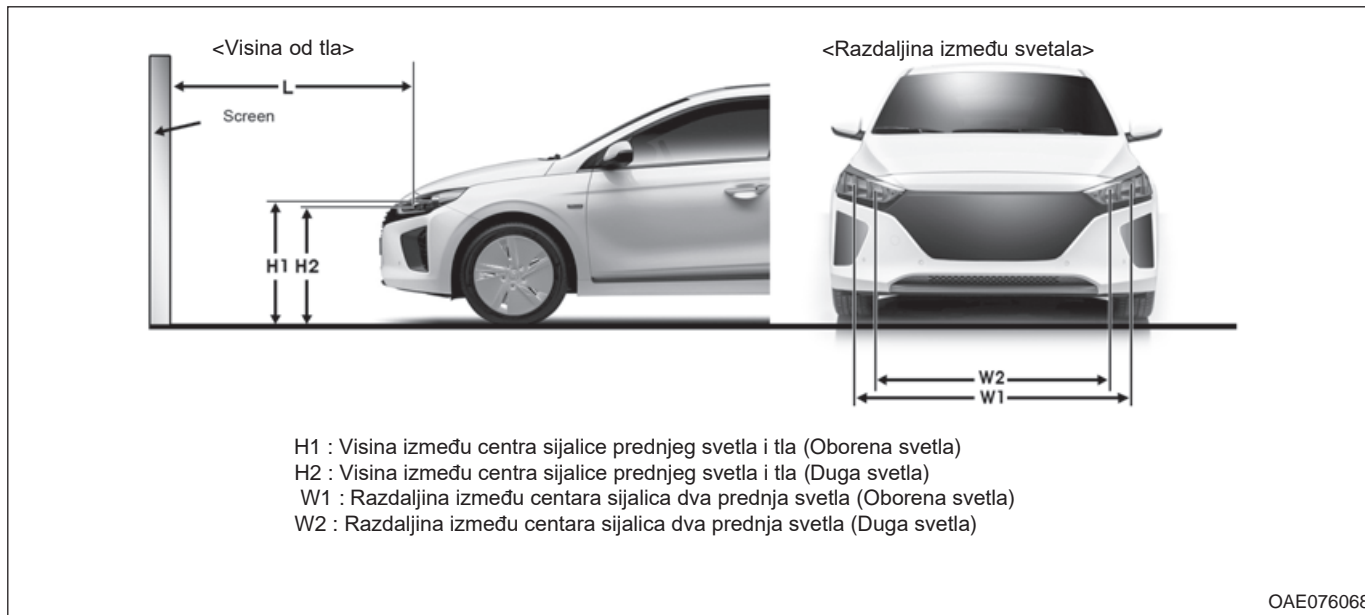 <Visina od tla>
<Razdaljina između svetala>
L
Screen
H1 H2
W2
W1
H1 : Visina između centra sijalice prednjeg svetla i tla (Oborena svetla)
H2 : Visina između centra sijalice prednjeg svetla i tla (Duga svetla)
W1 : Razdaljina između centara sijalica dva prednja svetla (Oborena svetla)
W2 : Razdaljina između centara sijalica dva prednja svetla (Duga svetla)
OAE076068